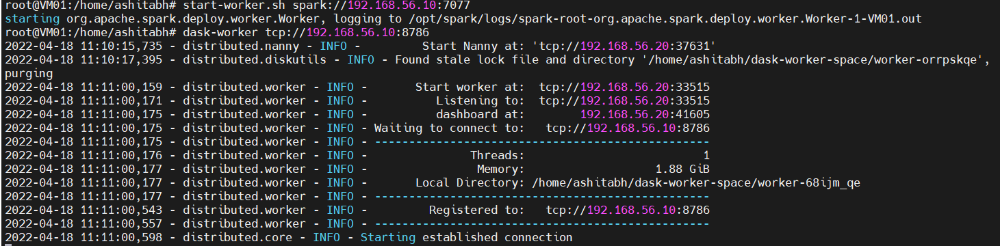 root@VM01:/home/ashitabh# start-worker.sh spark://192.168.56.10:7077
starting org.apache.spark.deploy.worker.Worker, logging to /opt/spark/logs/spark-root-org.apache.spark.deploy.worker.Worker-1-VM01.out
root@VM01:/home/ashitabh# dask-worker tcp://192.168.56.10:8786
2022-04-18 11:10:15,735 - distributed.nanny - INFO -         Start Nanny at: 'tcp://192.168.56.20:37631'
2022-04-18 11:10:17,395 - distributed.diskutils - INFO - Found stale lock file and directory '/home/ashitabh/dask-worker-space/worker-orrpskqe',
purging
2022-04-18 11:11:00,159 - distributed.worker - INFO -       Start worker at:  tcp://192.168.56.20:33515
2022-04-18 11:11:00,171 - distributed.worker - INFO -          Listening to:  tcp://192.168.56.20:33515
2022-04-18 11:11:00,175 - distributed.worker - INFO -          dashboard at:        192.168.56.20:41605
2022-04-18 11:11:00,175 - distributed.worker - INFO - Waiting to connect to:   tcp://192.168.56.10:8786
2022-04-18 11:11:00,175 - distributed.worker - INFO - -------------------------------------------------
2022-04-18 11:11:00,176 - distributed.worker - INFO -               Threads:                          1
2022-04-18 11:11:00,177 - distributed.worker - INFO -                Memory:                   1.88 GiB
2022-04-18 11:11:00,177 - distributed.worker - INFO -       Local Directory: /home/ashitabh/dask-worker-space/worker-68ijm_qe
2022-04-18 11:11:00,177 - distributed.worker - INFO - -------------------------------------------------
2022-04-18 11:11:00,543 - distributed.worker - INFO -         Registered to:   tcp://192.168.56.10:8786
2022-04-18 11:11:00,557 - distributed.worker - INFO - -------------------------------------------------
2022-04-18 11:11:00,598 - distributed.core - INFO - Starting established connection